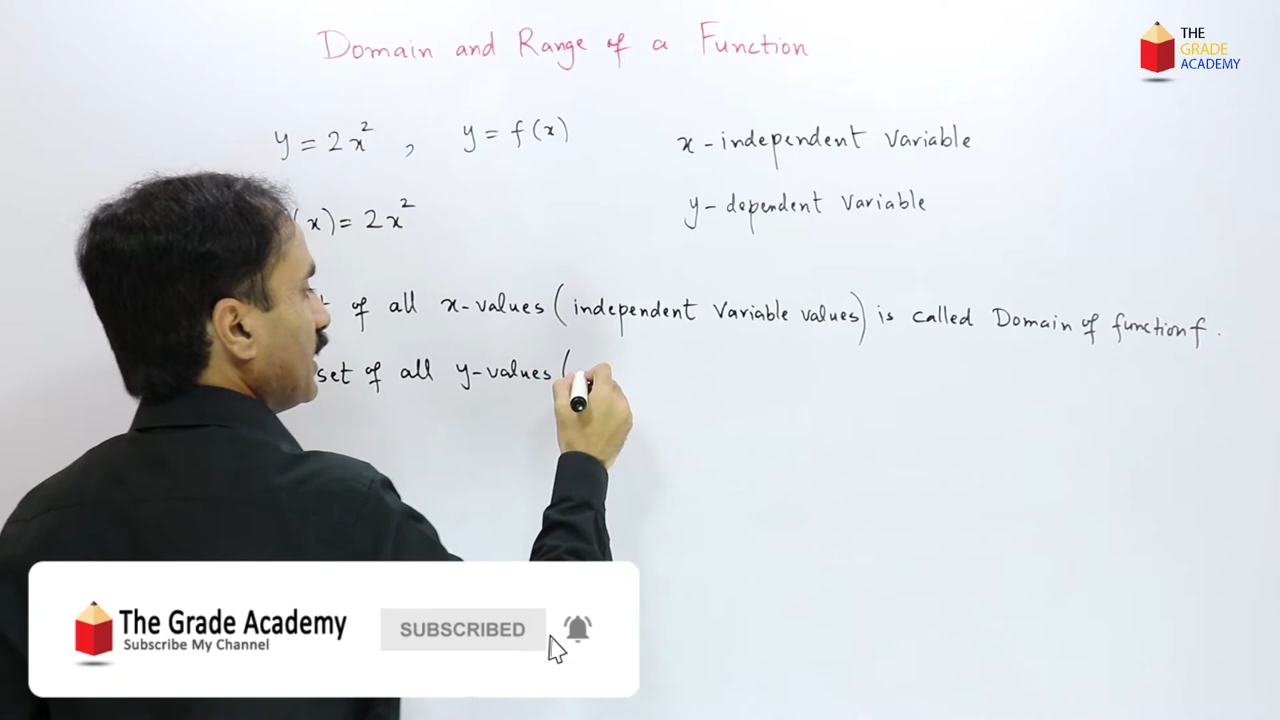 Domain and Range of a Function
THE
GRADE
ACADEMY
y = 2x² , y = f(x) x - independent Variable
(x) = 2x² y - dependent Variable
of all x-values (independent Variable values) is called Domain of function f.
set of all y-values (
The Grade Academy
Subscribe My Channel
SUBSCRIBED